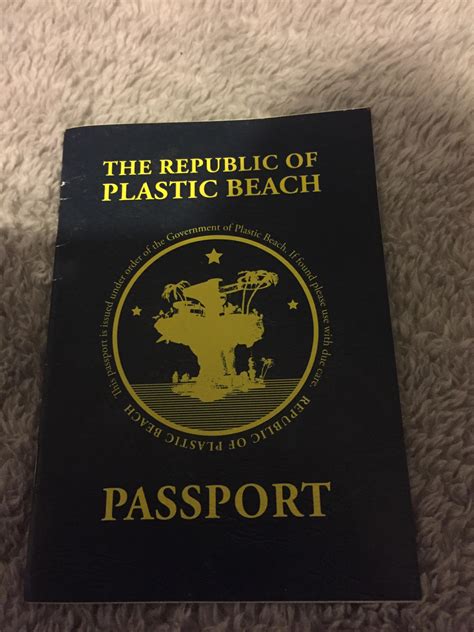 THE REPUBLIC OF
PLASTIC BEACH
This passport is issued under order of the Government of Plastic Beach. If found please use with due care.
REPUBLIC OF PLASTIC BEACH
PASSPORT